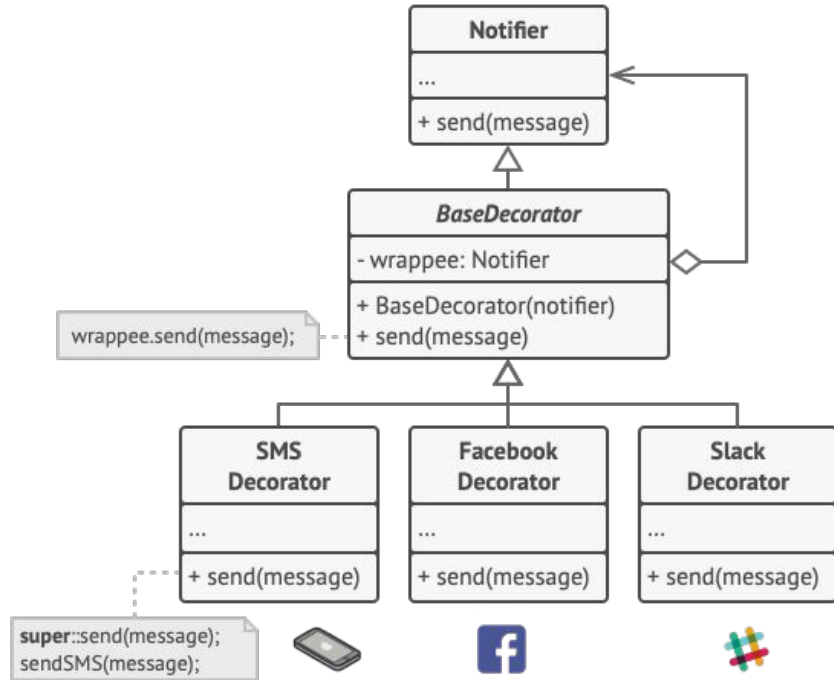 Notifier
...
+ send(message)
BaseDecorator
- wrappee: Notifier
+ BaseDecorator(notifier)
+ send(message)
wrappee.send(message);
SMS
Decorator
...
+ send(message)
Facebook
Decorator
...
+ send(message)
Slack
Decorator
...
+ send(message)
super::send(message);
sendSMS(message);